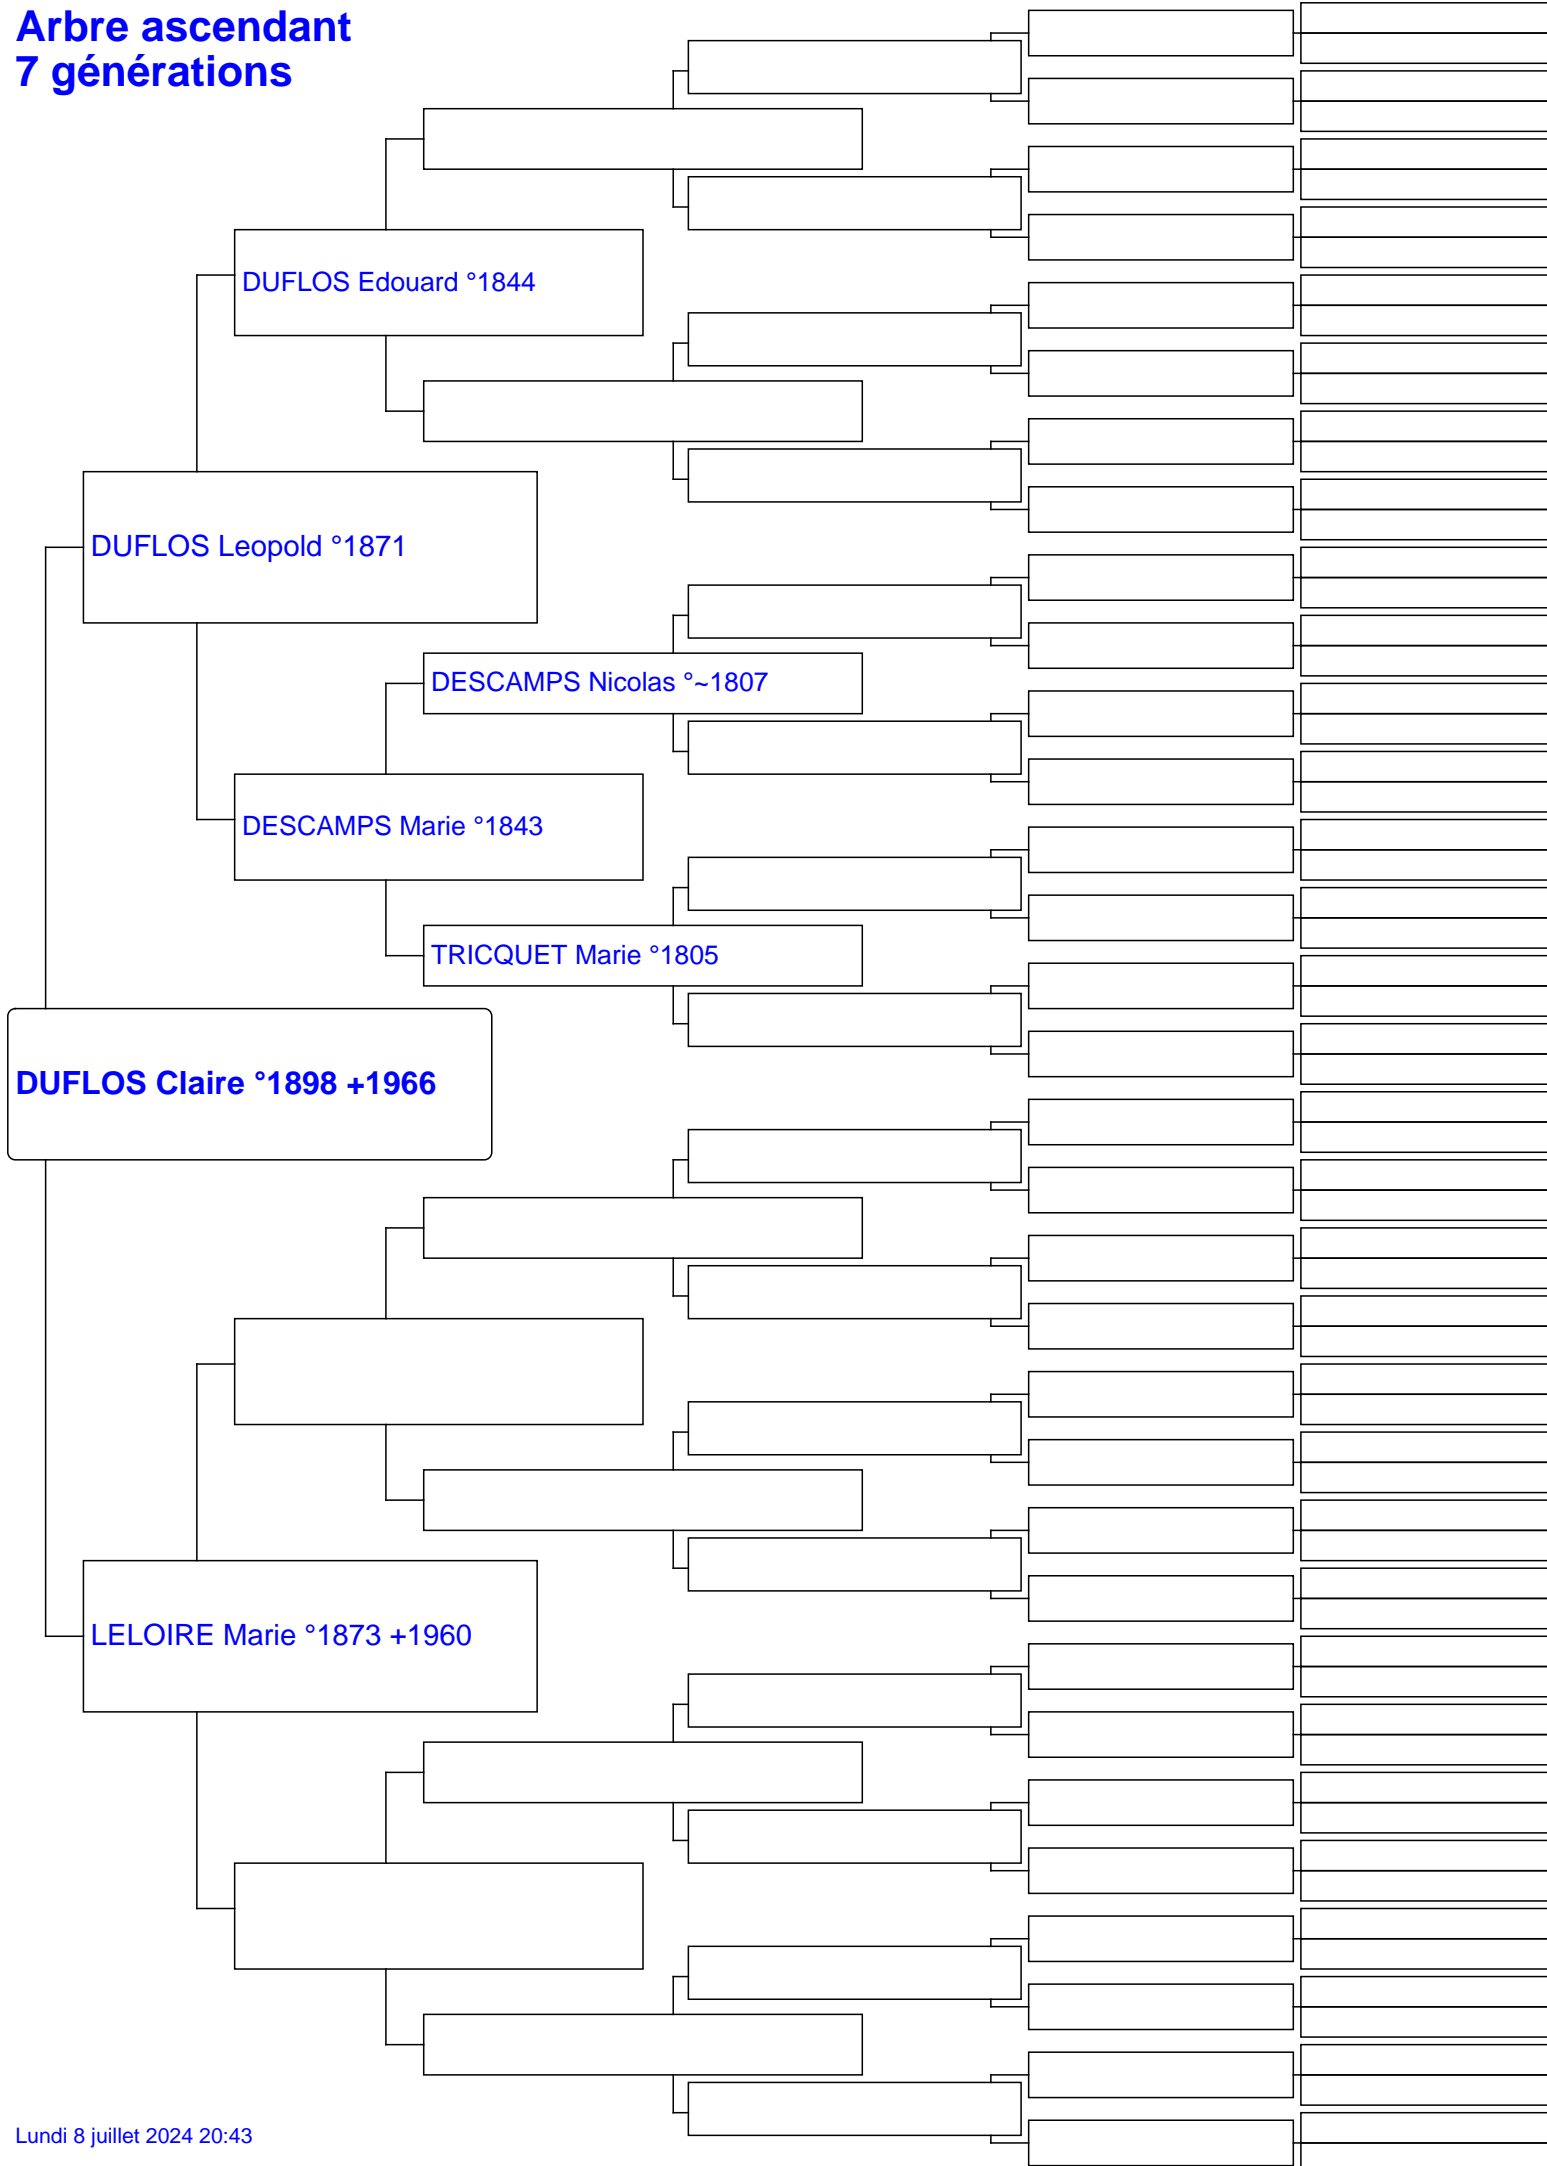 Arbre ascendant
7 générations
DUFLOS Edouard °1844
DUFLOS Leopold °1871
DESCAMPS Nicolas °~1807
DESCAMPS Marie °1843
TRICQUET Marie °1805
DUFLOS Claire °1898 +1966
LELOIRE Marie °1873 +1960
Lundi 8 juillet 2024 20:43